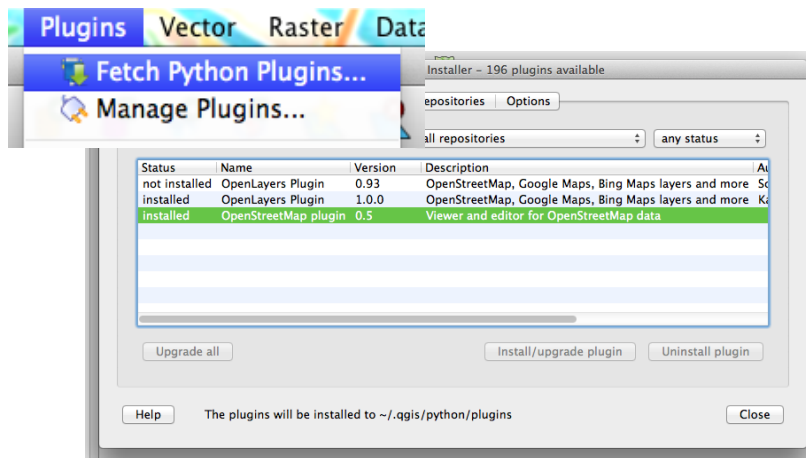 Plugins Vector Raster Data
Fetch Python Plugins...
Manage Plugins...
Installer - 196 plugins available
epositories Options
all repositories any status
Status Name Version Description Au
not installed OpenLayers Plugin 0.93 OpenStreetMap, Google Maps, Bing Maps layers and more So
installed OpenLayers Plugin 1.0.0 OpenStreetMap, Google Maps, Bing Maps layers and more Ka
installed OpenStreetMap plugin 0.5 Viewer and editor for OpenStreetMap data
Upgrade all Install/upgrade plugin Uninstall plugin
Help The plugins will be installed to ~/.qgis/python/plugins Close